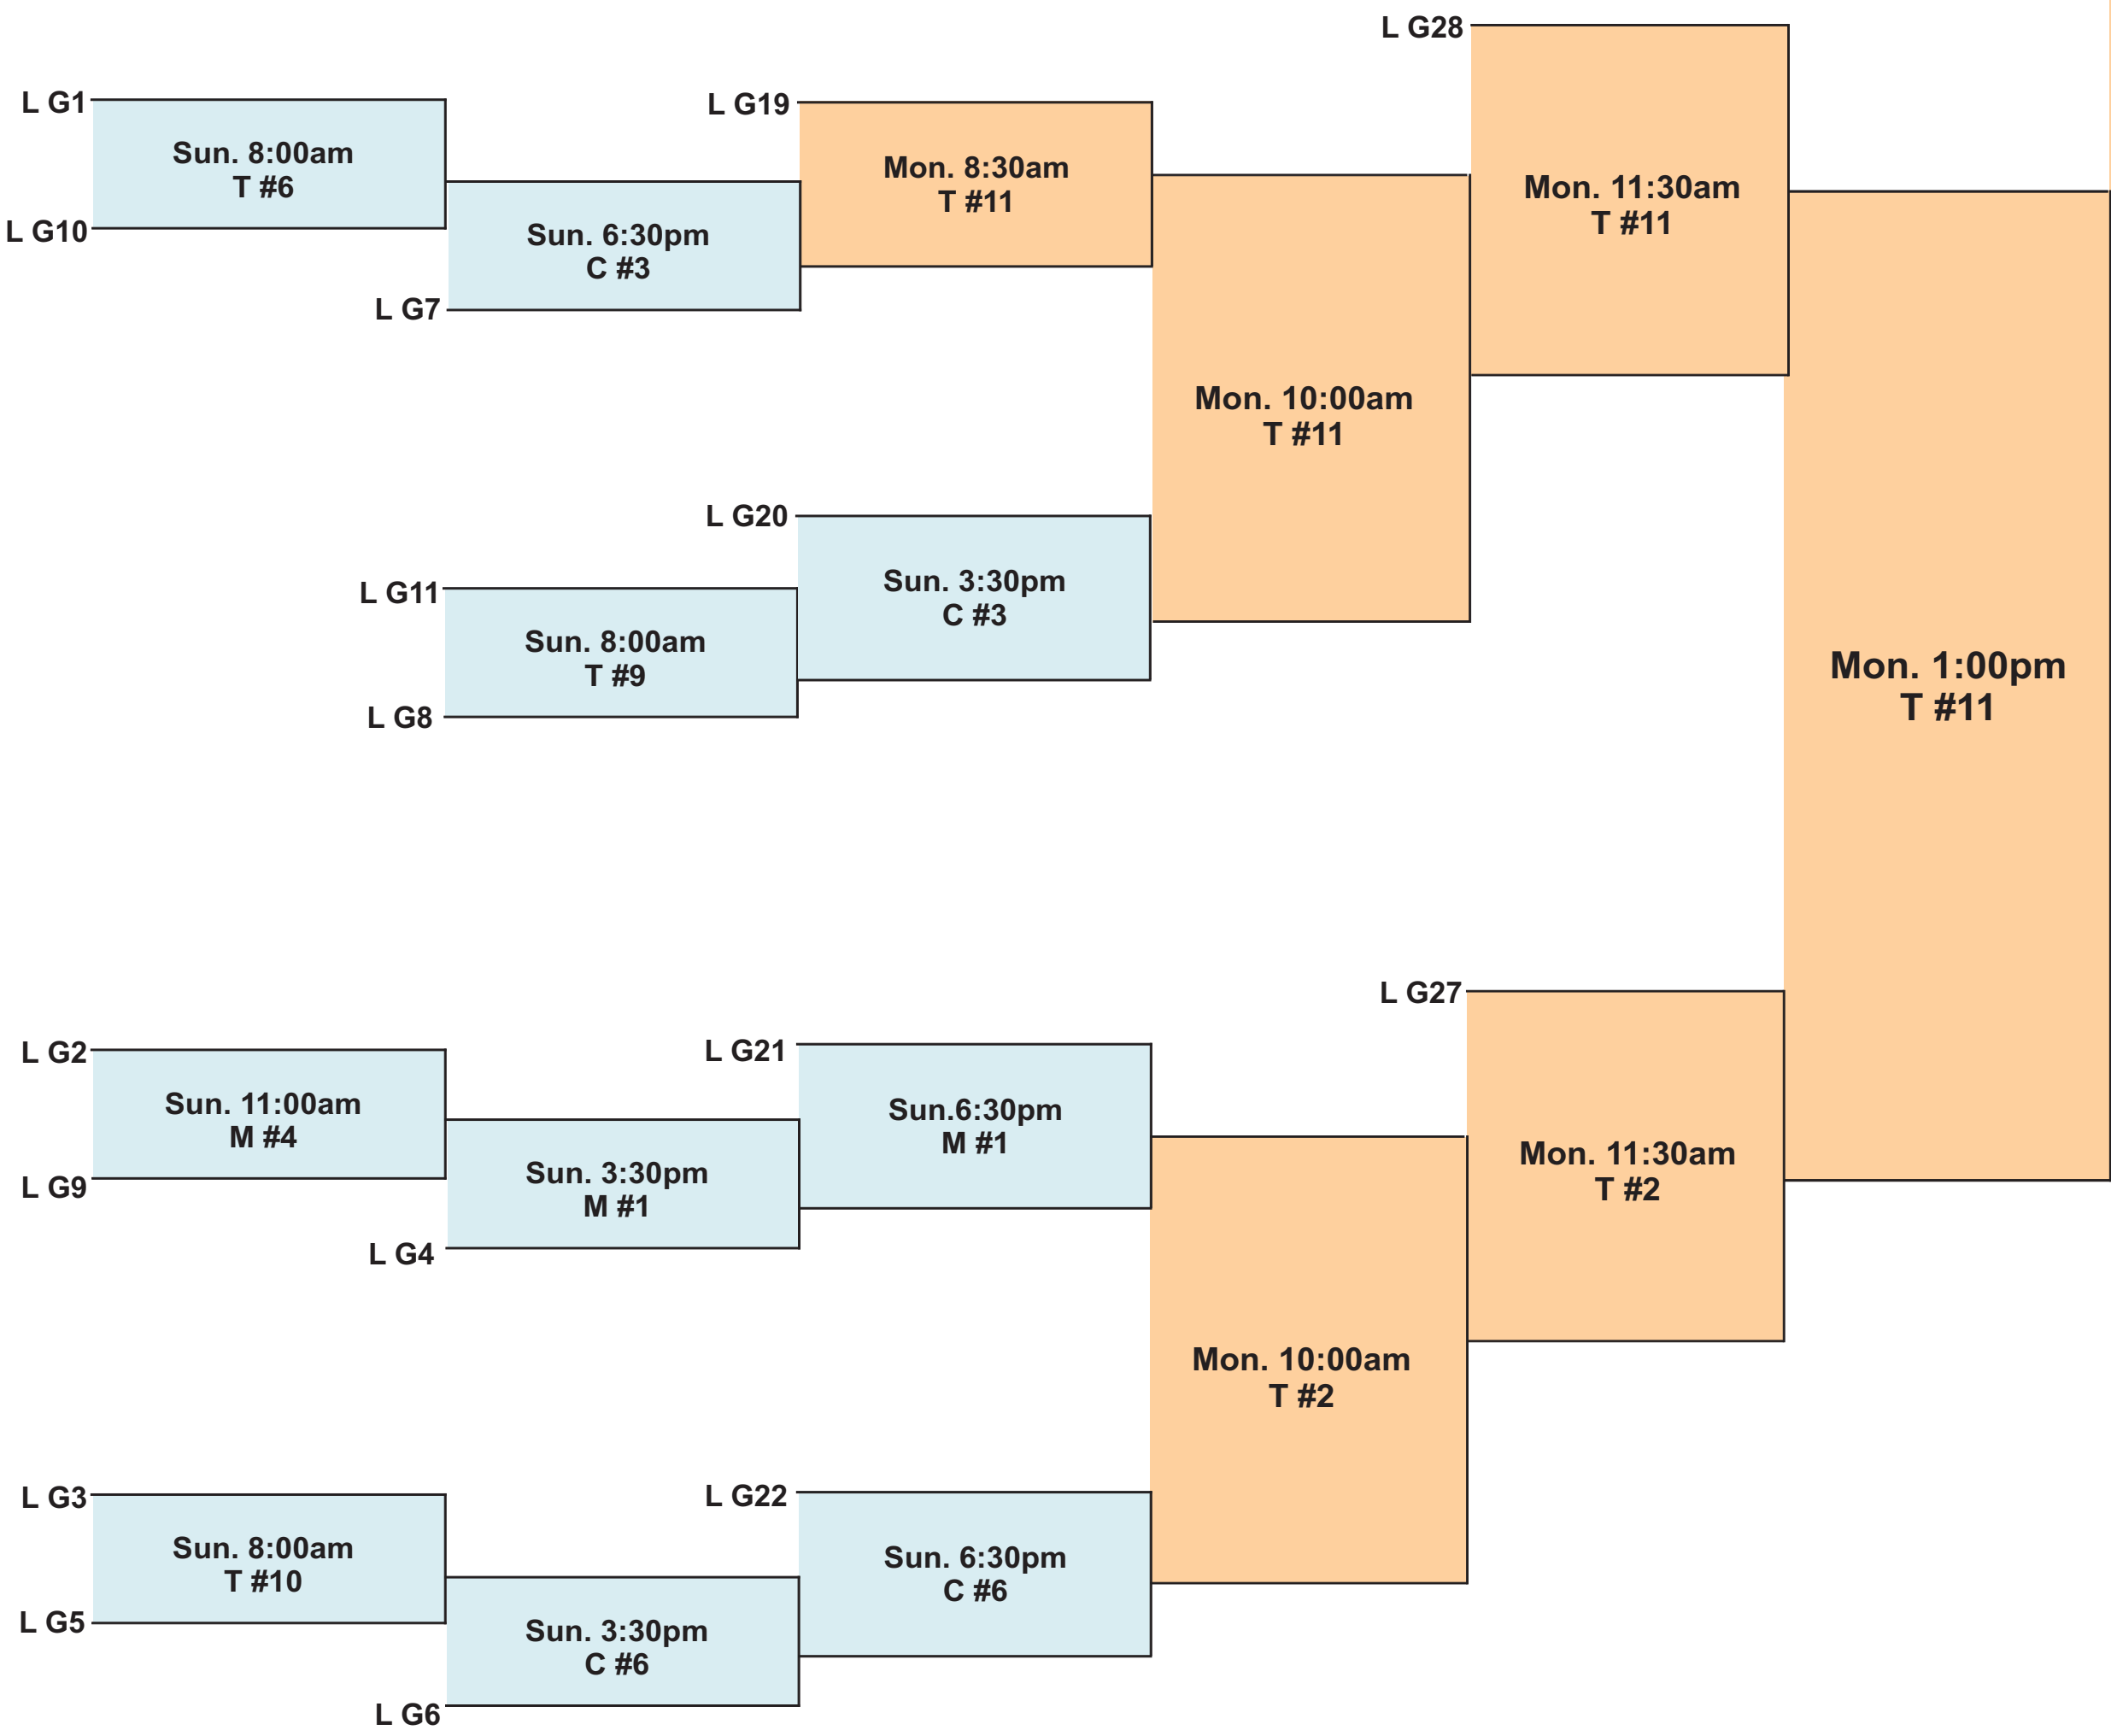 L G28
L G1
L G19
Sun. 8:00am
T #6
Mon. 8:30am
T #11
Mon. 11:30am
T #11
L G10
Sun. 6:30pm
C #3
L G7
Mon. 10:00am
T #11
L G20
L G11
Sun. 3:30pm
C #3
Sun. 8:00am
T #9
L G8
Mon. 1:00pm
T #11
L G27
L G2
L G21
Sun. 11:00am
M #4
Sun.6:30pm
M #1
L G9
Sun. 3:30pm
M #1
Mon. 11:30am
T #2
L G4
Mon. 10:00am
T #2
L G3
L G22
Sun. 8:00am
T #10
Sun. 6:30pm
C #6
L G5
Sun. 3:30pm
C #6
L G6